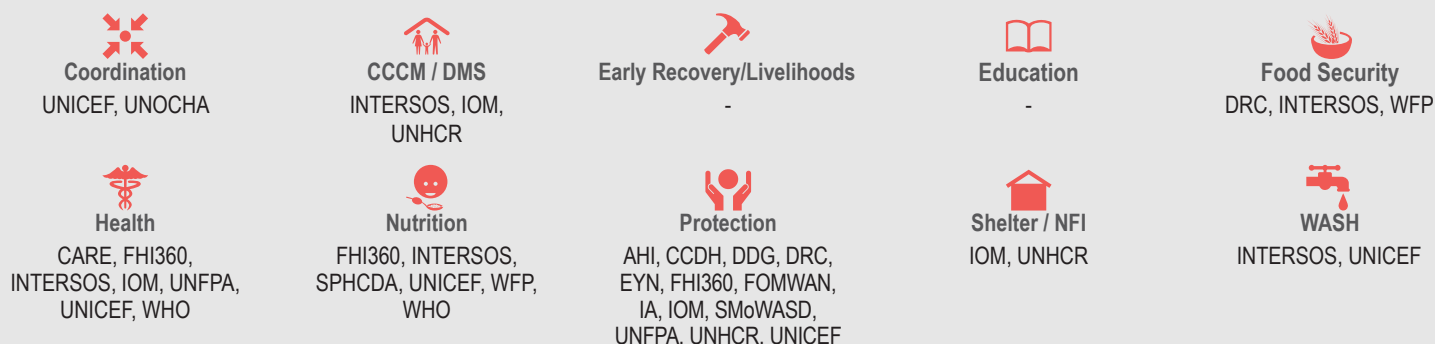 Coordination
UNICEF, UNOCHA
CCCM / DMS
INTERSOS, IOM,
UNHCR
Early Recovery/Livelihoods
-
Education
-
Food Security
DRC, INTERSOS, WFP
Health
CARE, FHI360,
INTERSOS, IOM, UNFPA,
UNICEF, WHO
Nutrition
FHI360, INTERSOS,
SPHCDA, UNICEF, WFP,
WHO
Protection
AHI, CCDH, DDG, DRC,
EYN, FHI360, FOMWAN,
IA, IOM, SMoWASD,
UNFPA, UNHCR, UNICEF
Shelter / NFI
IOM, UNHCR
WASH
INTERSOS, UNICEF